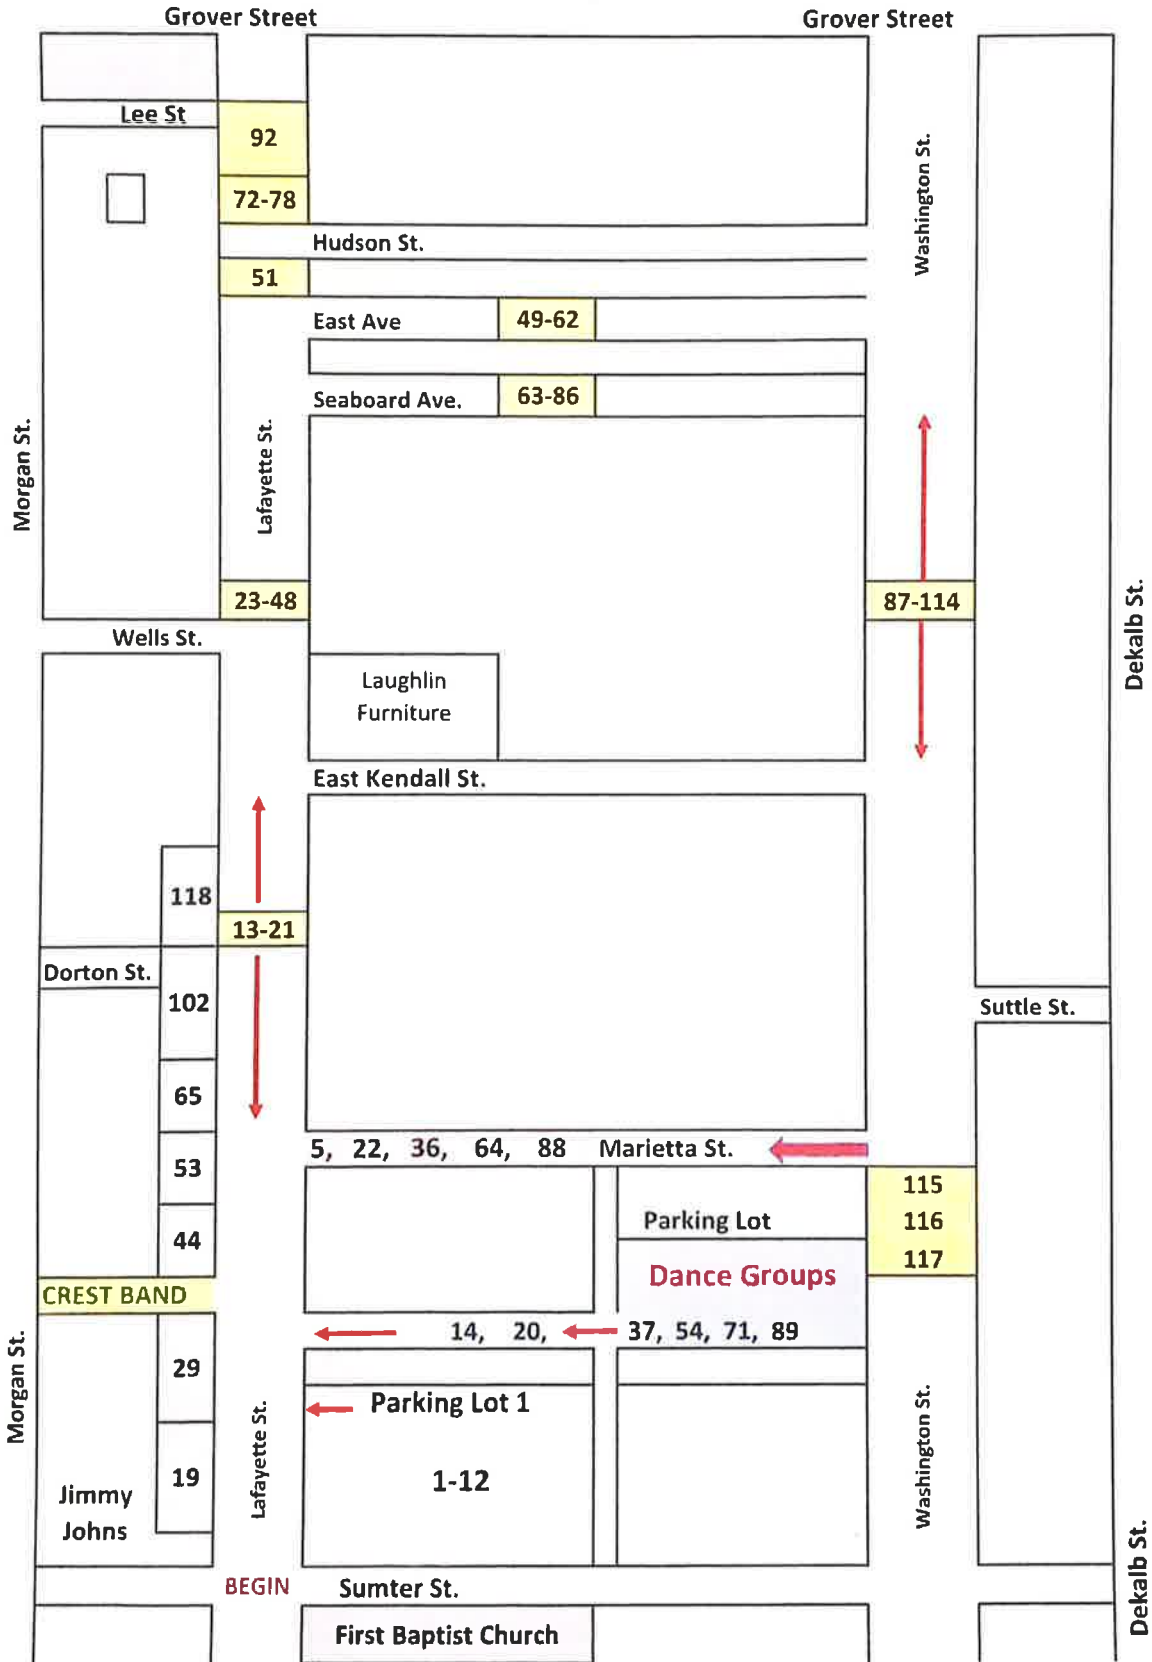 Grover Street
Grover Street
Lee St
92
72-78
Washington St.
Hudson St.
51
East Ave
49-62
Seaboard Ave.
63-86
Morgan St.
Lafayette St.
23-48
87-114
Dekalb St.
Wells St.
Laughlin
Furniture
East Kendall St.
118
13-21
Dorton St.
102
Suttle St.
65
5, 22, 36, 64, 88 Marietta St.
53
115
44
Parking Lot
116
117
Dance Groups
CREST BAND
14, 20,
37, 54, 71, 89
29
Morgan St.
Parking Lot 1
Lafayette St.
Washington St.
19
1-12
Jimmy
Johns
BEGIN
Sumter St.
Dekalb St.
First Baptist Church